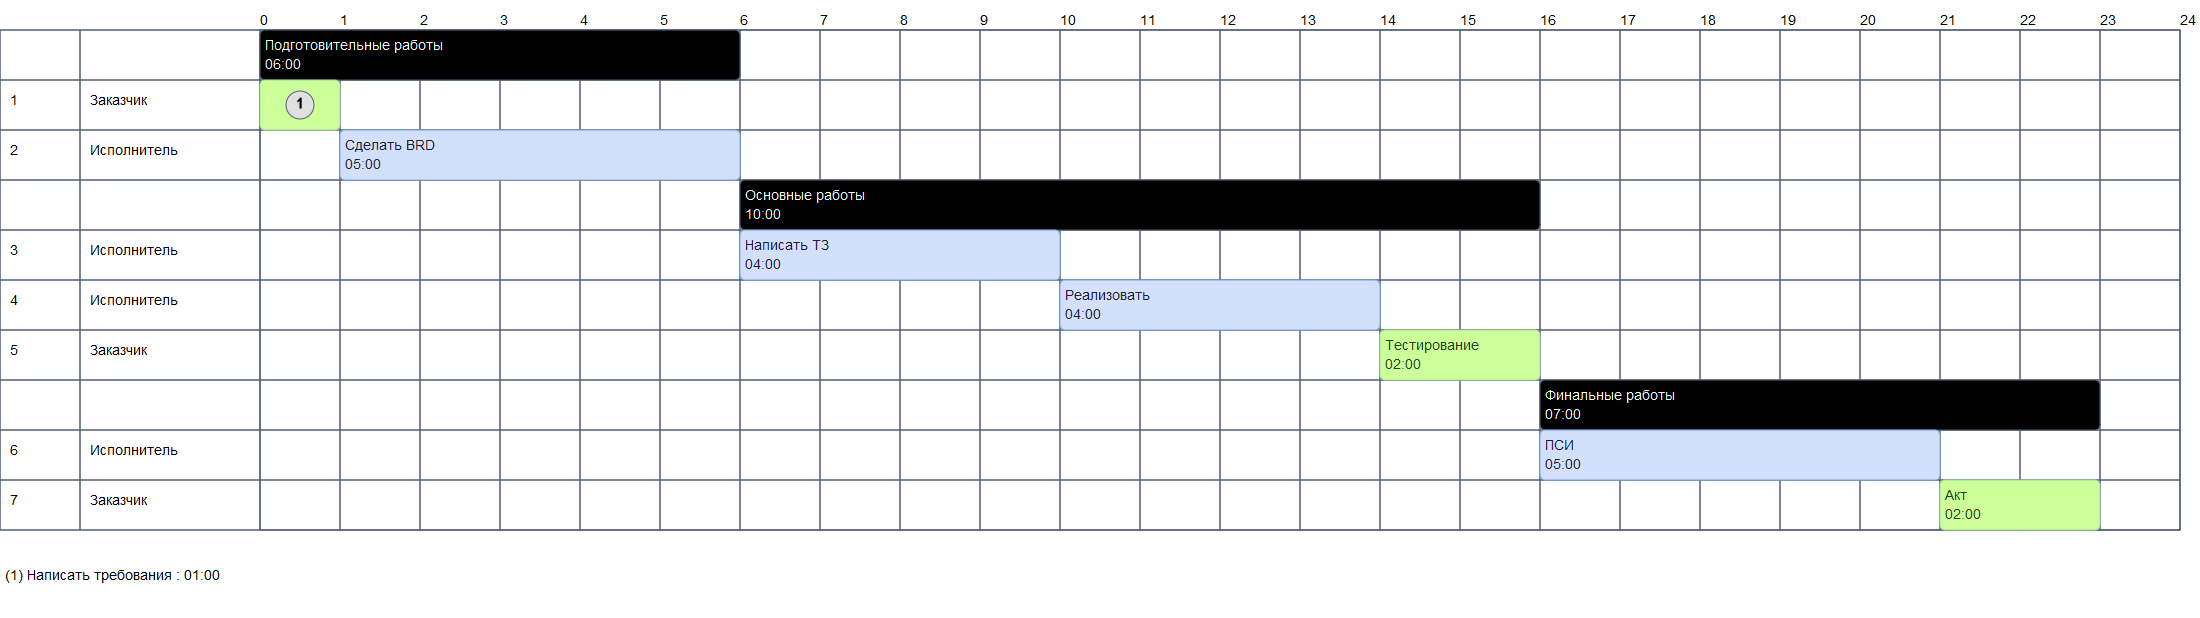 0 1 2 3 4 5 6 7 8 9 10 11 12 13 14 15 16 17 18 19 20 21 22 23 24
Подготовительные работы
06:00
1 Заказчик 1
2 Исполнитель Сделать BRD
05:00
Основные работы
10:00
3 Исполнитель Написать ТЗ
04:00
4 Исполнитель Реализовать
04:00
5 Заказчик Тестирование
02:00
Финальные работы
07:00
6 Исполнитель ПСИ
05:00
7 Заказчик Акт
02:00
(1) Написать требования : 01:00